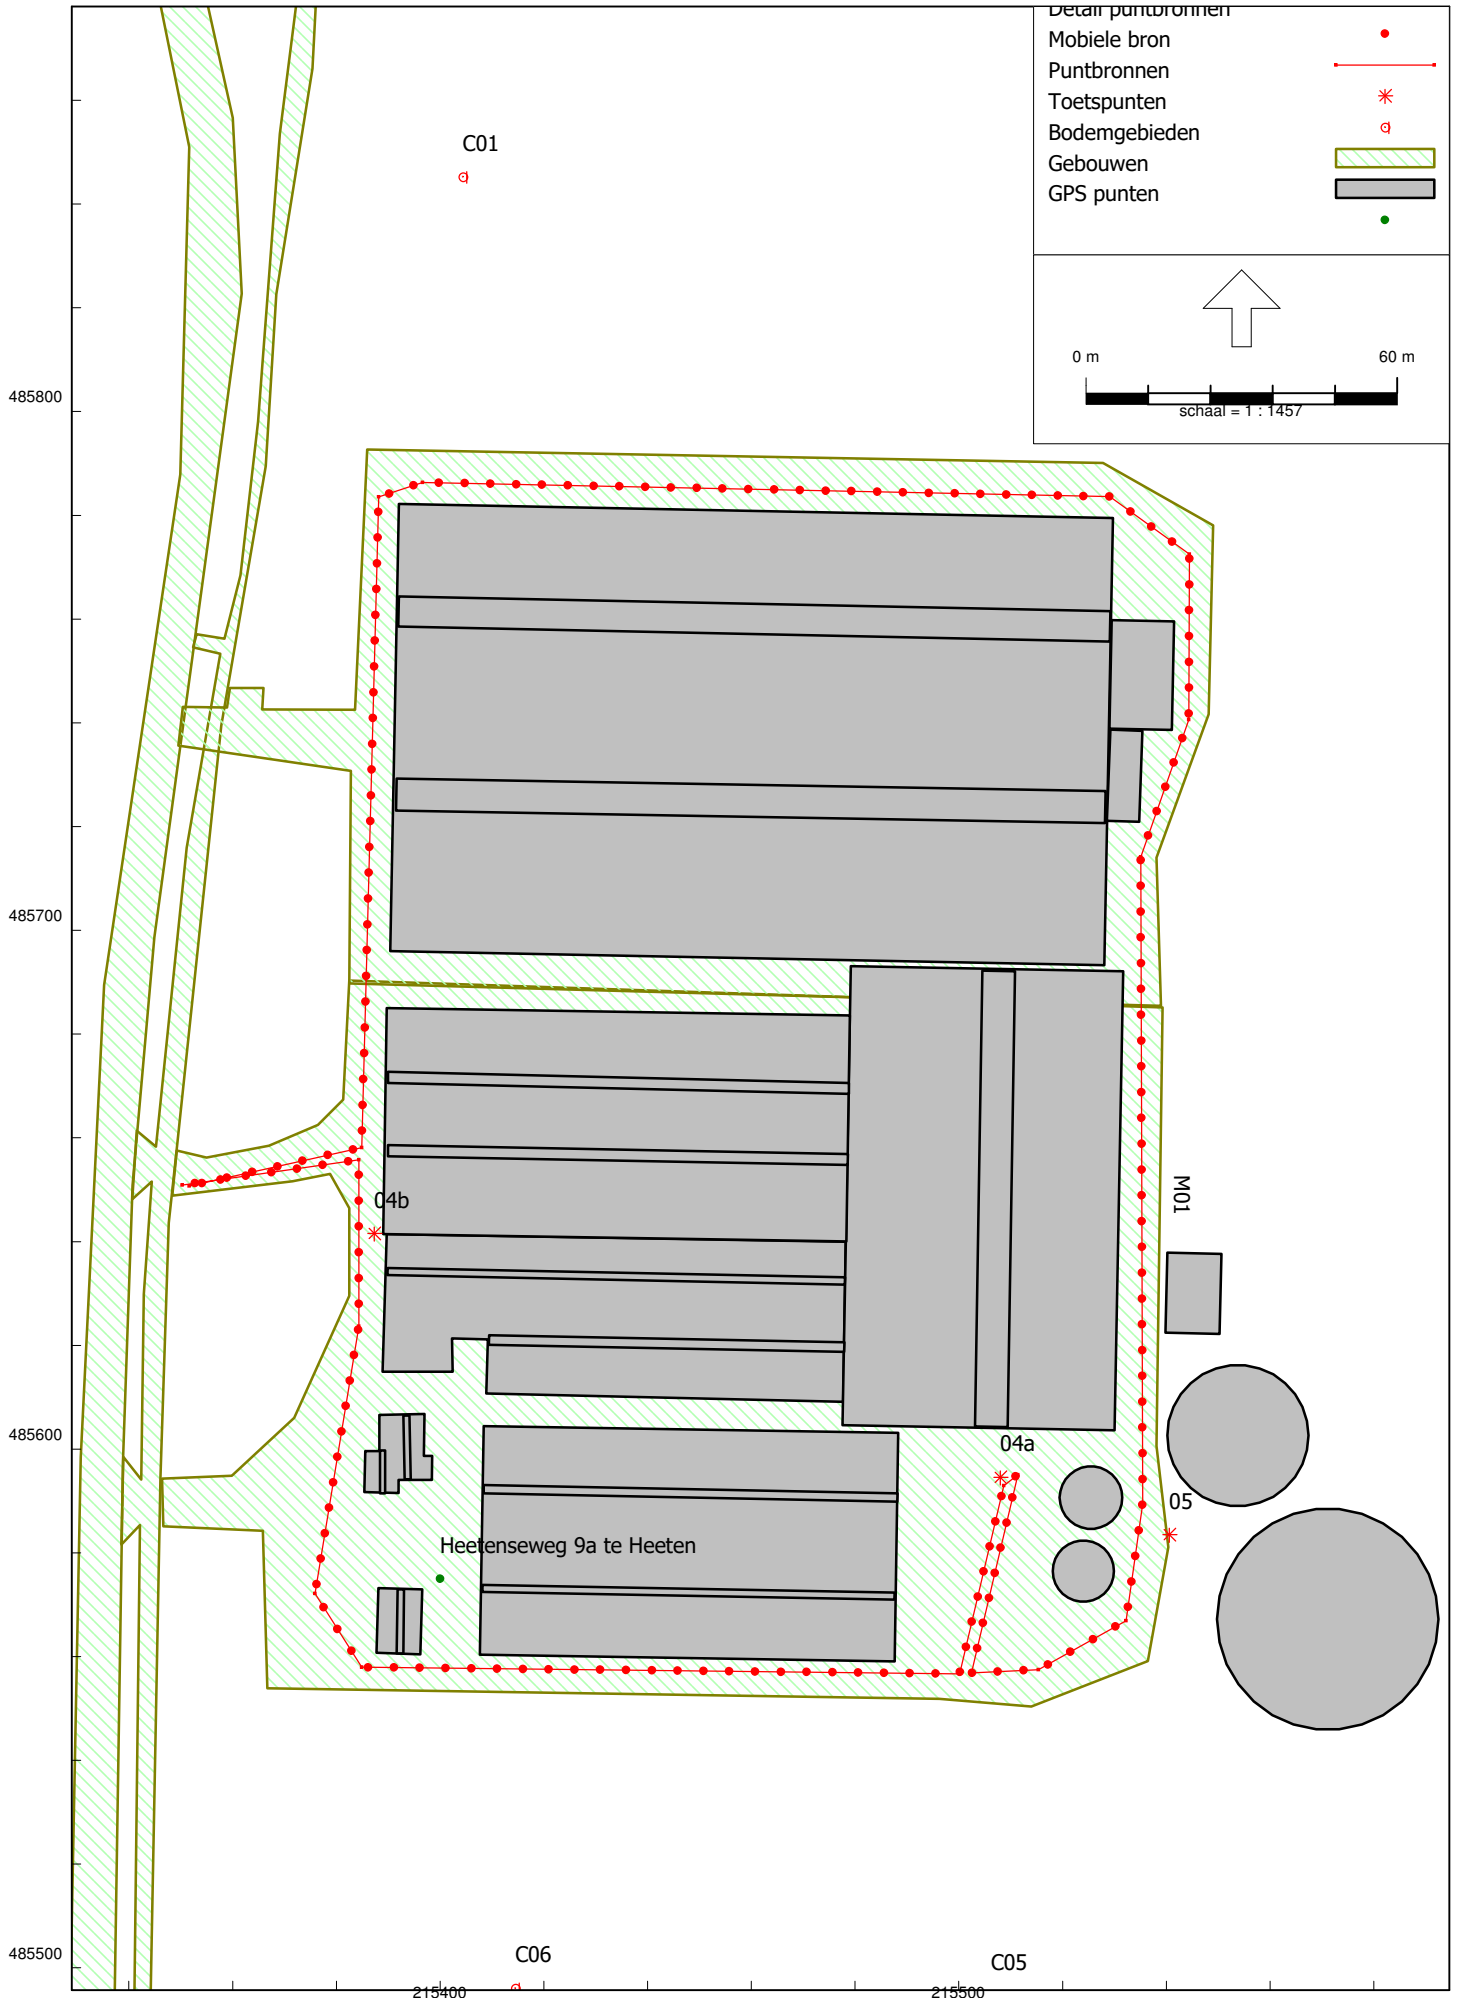 Detail puntbronnen
Mobiele bron
Puntbronnen
Toetspunten
Bodemgebieden
Gebouwen
GPS punten
0 m
60 m
schaal = 1 : 1457
C01
485800
485700
04b
M01
485600
04a
05
Heetenseweg 9a te Heeten
485500
C06
C05
215400
215500